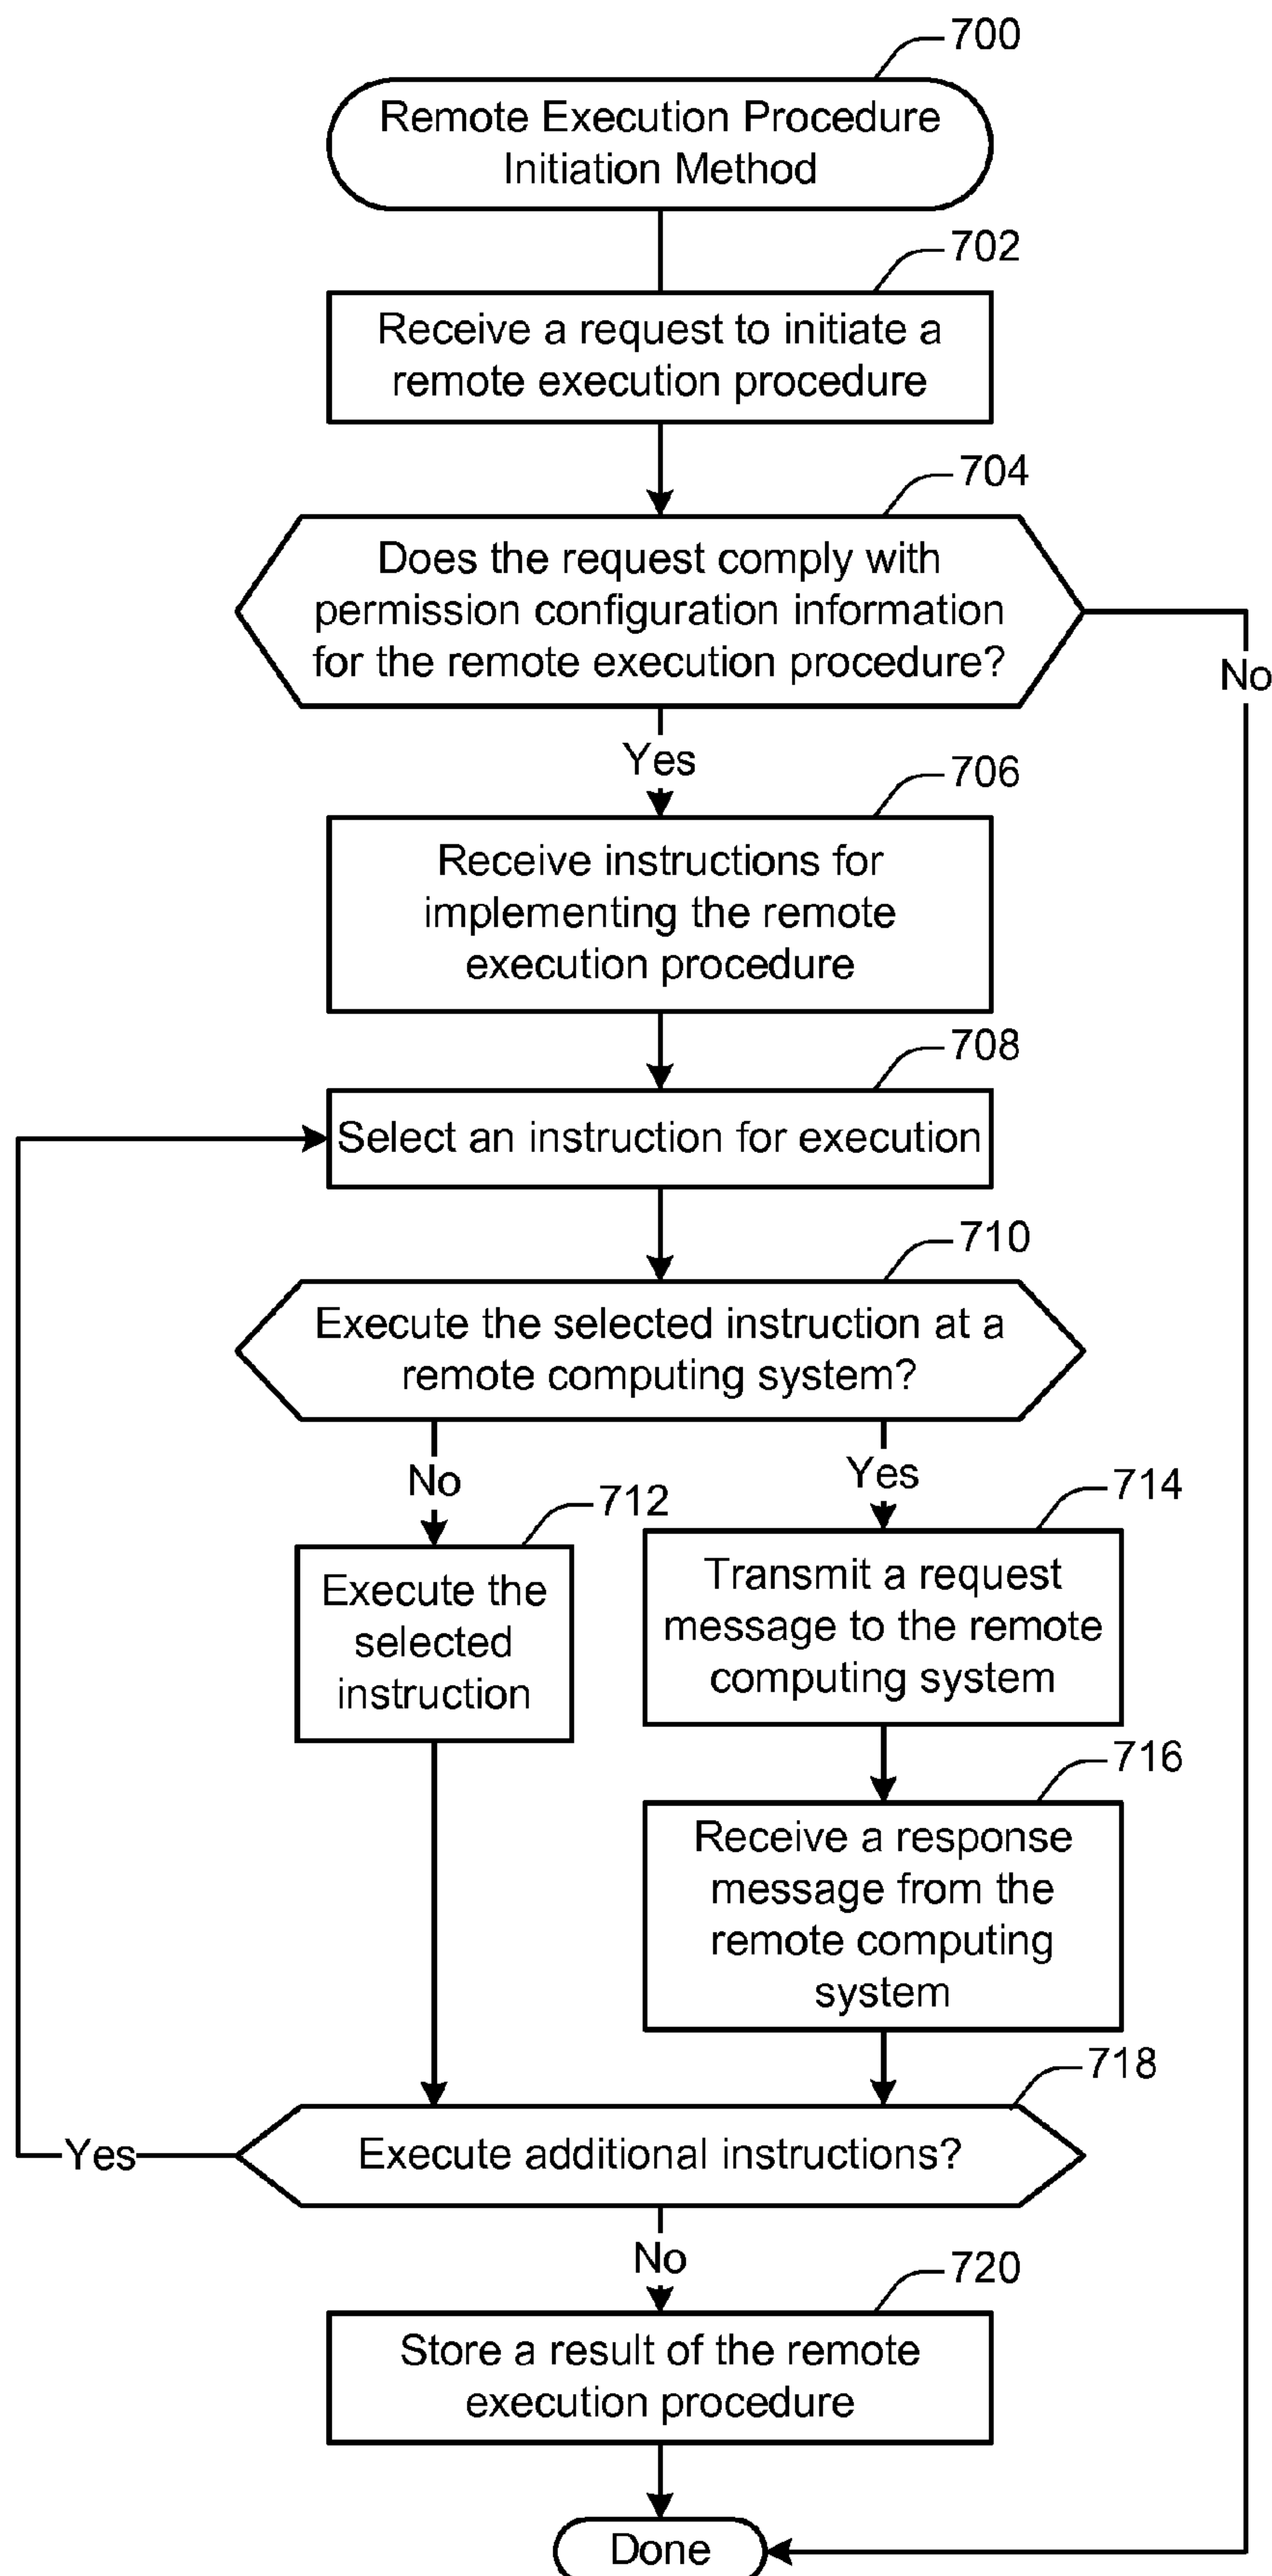 700
Remote Execution Procedure
Initiation Method
702
Receive a request to initiate a
remote execution procedure
704
Does the request comply with
permission configuration information
for the remote execution procedure?
No
Yes
706
Receive instructions for
implementing the remote
execution procedure
708
Select an instruction for execution
710
Execute the selected instruction at a
remote computing system?
No
Yes
712
714
Execute the
selected
instruction
Transmit a request
message to the remote
computing system
716
Receive a response
message from the
remote computing
system
718
Execute additional instructions?
Yes
No
720
Store a result of the remote
execution procedure
Done